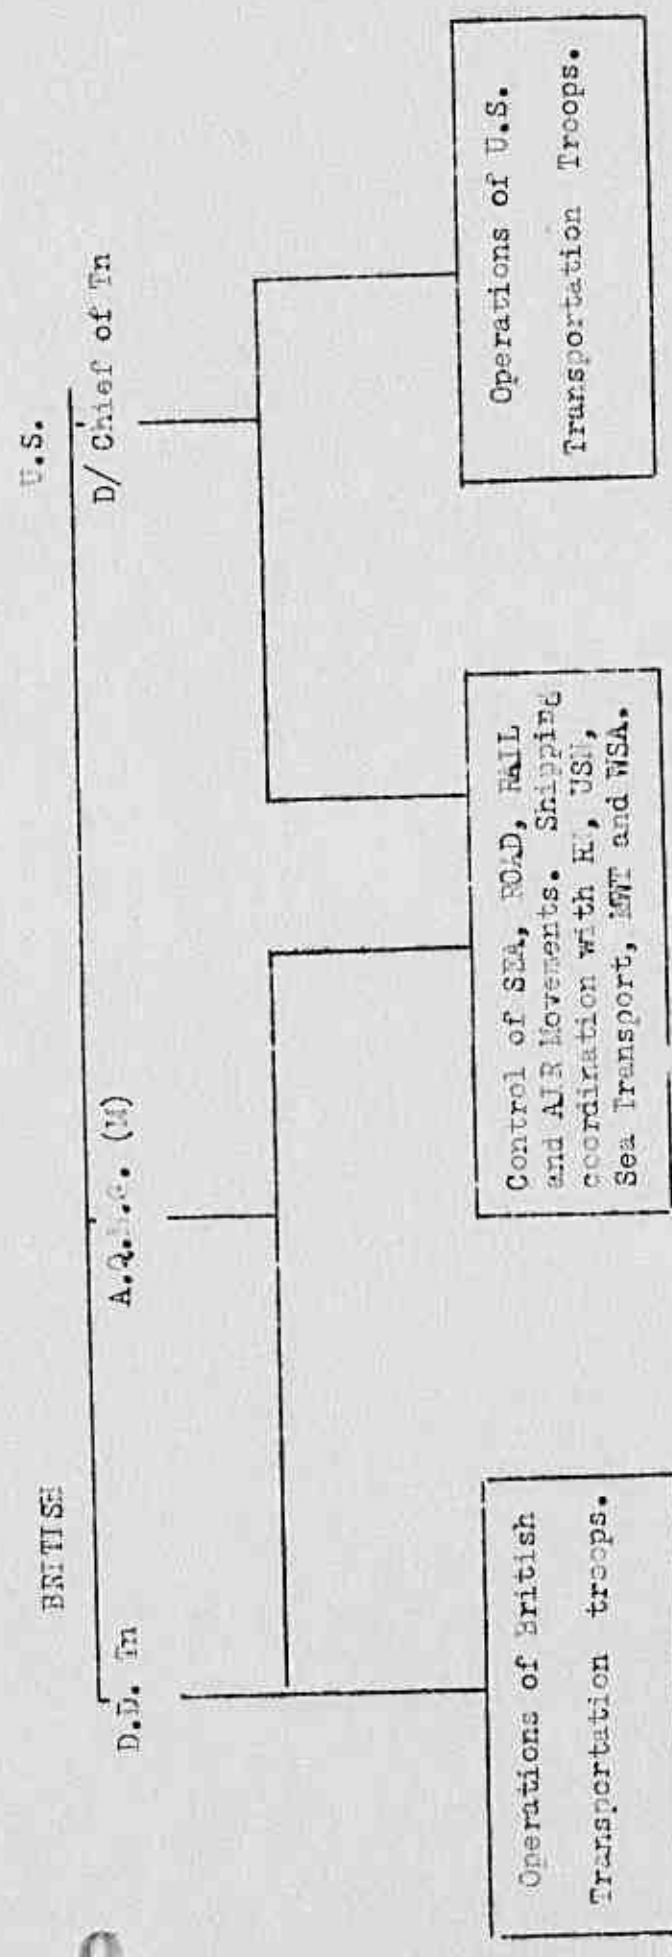 BRITISH
U.S.
D.D. Tn
A.Q.M.G. (M)
D/ Chief of Tn
Operations of British
Transportation troops.
Control of SEA, ROAD, RAIL
and AIR Movements. Shipping
coordination with RN, USN,
Sea Transport, MWT and WSA.
Operations of U.S.
Transportation Troops.